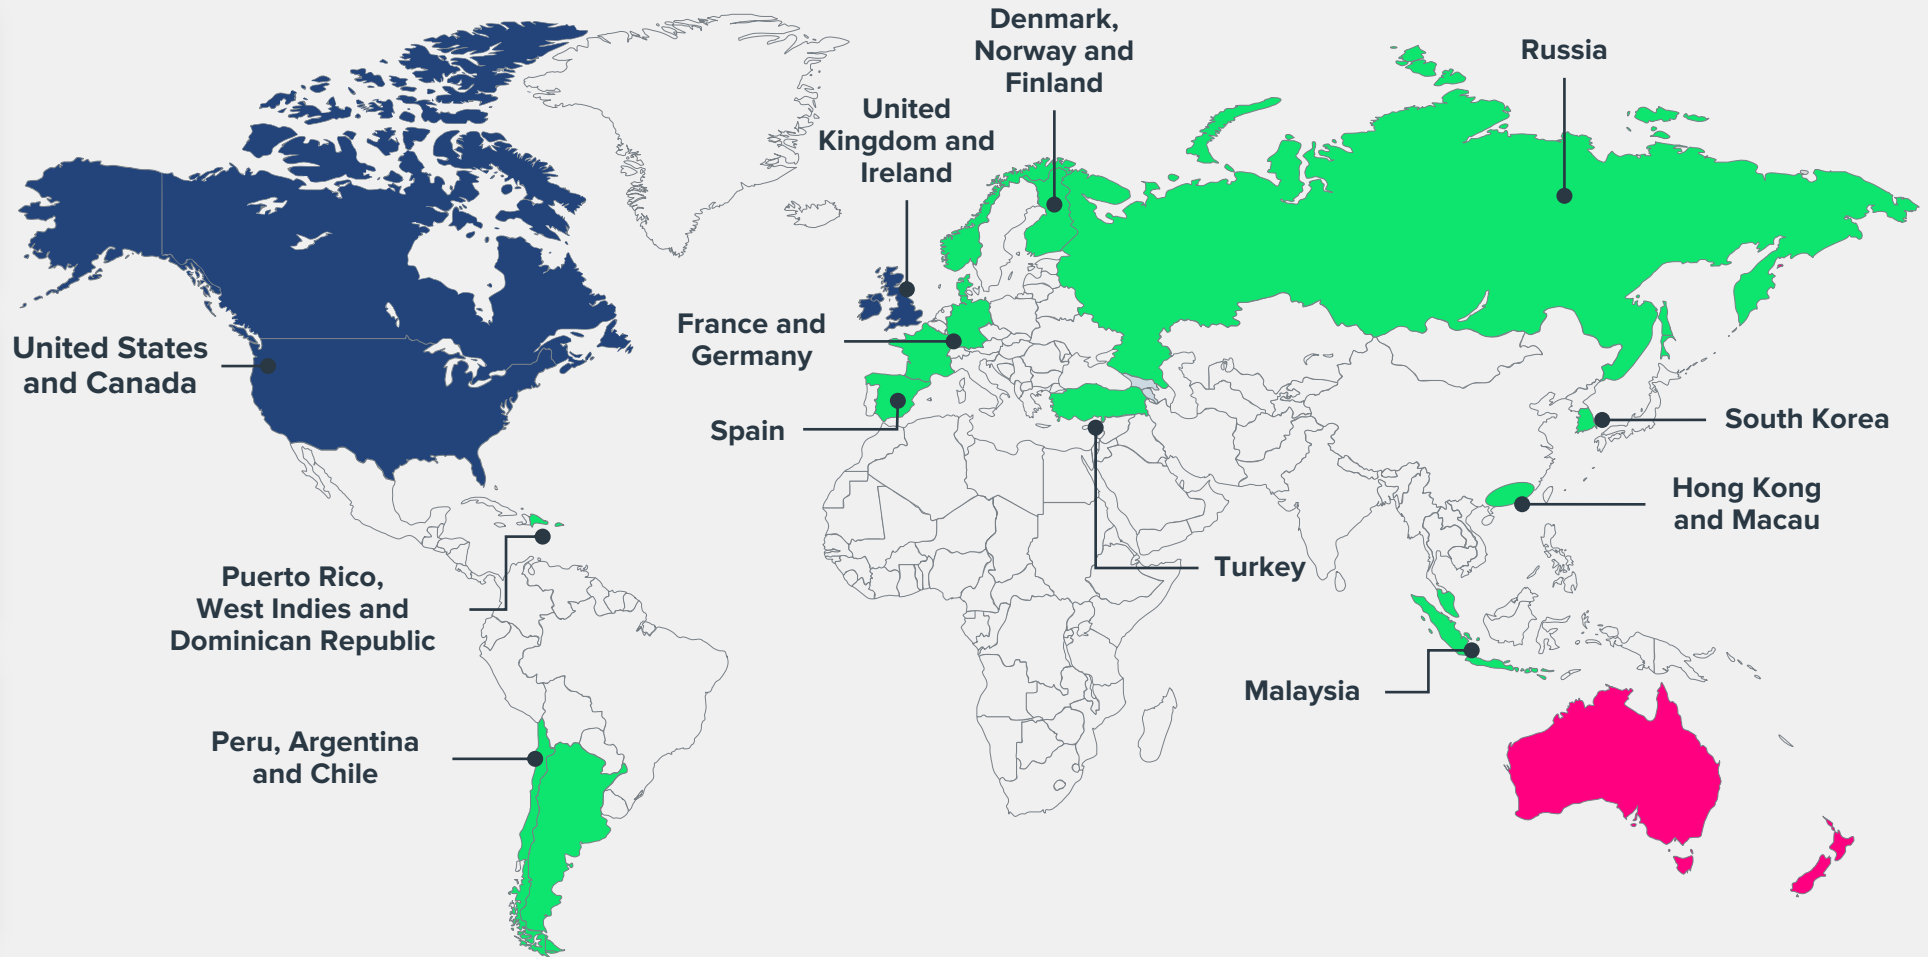 Denmark,
Norway and
Finland
Russia
United
Kingdom and
Ireland
United States
and Canada
France and
Germany
Spain
South Korea
Hong Kong
and Macau
Turkey
Puerto Rico,
West Indies and
Dominican Republic
Malaysia
Peru, Argentina
and Chile